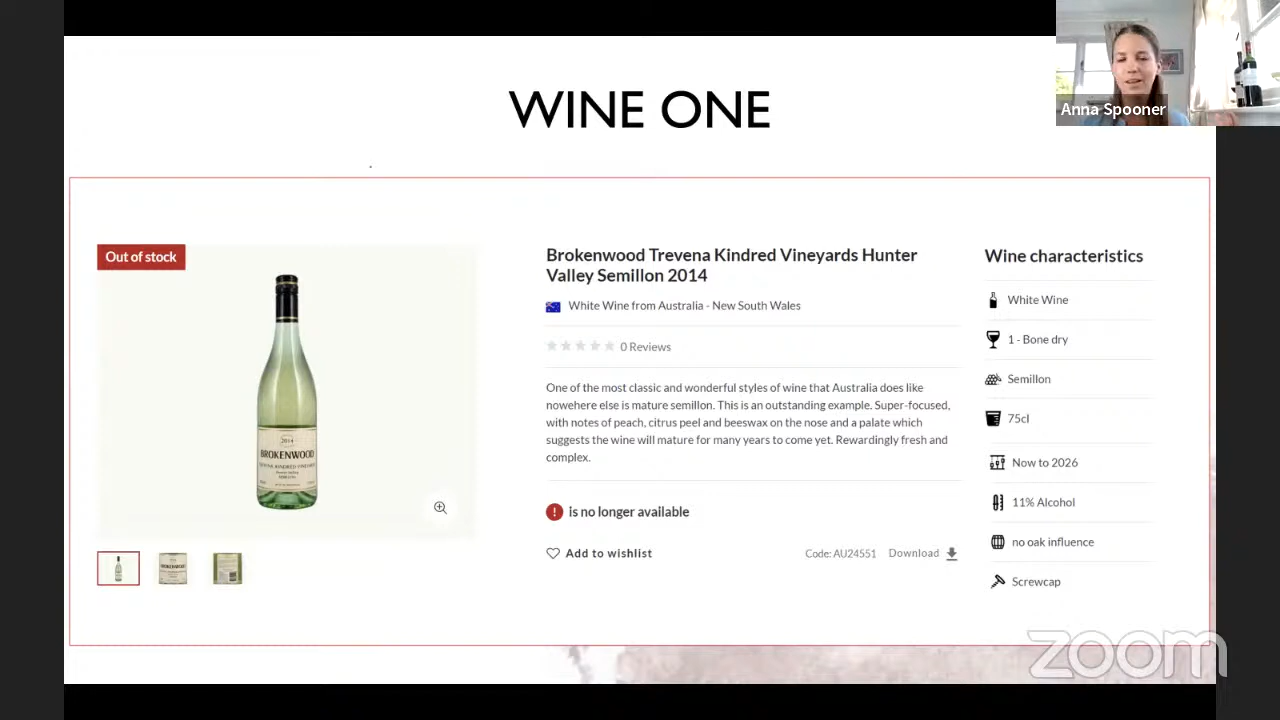 WINE ONE
Anna Spooner
Out of stock
2014
BROKENWOOD
Brokenwood Trevena Kindred Vineyards Hunter
Valley Semillon 2014
White Wine from Australia - New South Wales
0 Reviews
One of the most classic and wonderful styles of wine that Australia does like
nowhere else is mature semillon. This is an outstanding example. Super-focused,
with notes of peach, citrus peel and beeswax on the nose and a palate which
suggests the wine will mature for many years to come yet. Rewardingly fresh and
complex.
! is no longer available
Add to wishlist
Code: AU24551
Download
Wine characteristics
White Wine
1 - Bone dry
Semillon
75cl
Now to 2026
11% Alcohol
no oak influence
Screwcap
zoom